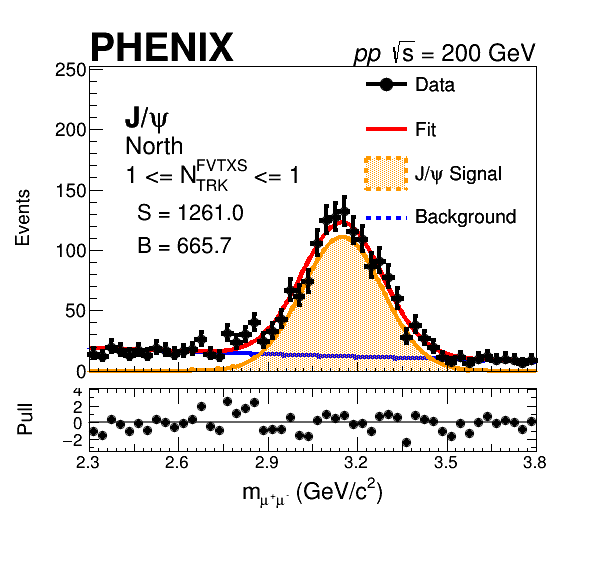 PHENIX pp √s = 200 GeV
250
200
150
100
50
0
Events
J/ψ
North
1 <= N_TRK^FVTXS <= 1
S = 1261.0
B = 665.7
Data
Fit
J/ψ Signal
Background
4
2
0
−2
Pull
2.3 2.6 2.9 3.2 3.5 3.8
m_μ⁺μ⁻ (GeV/c²)